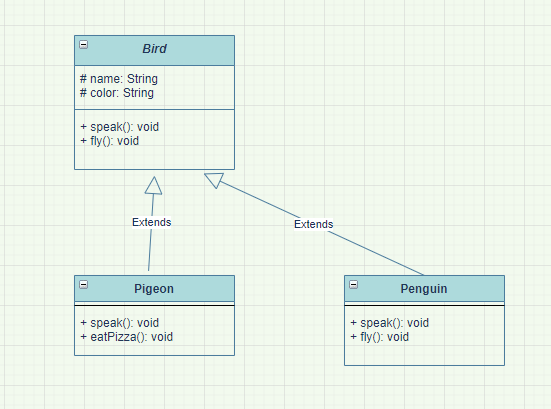 Bird
# name: String
# color: String
+ speak(): void
+ fly(): void
Extends
Extends
Pigeon
+ speak(): void
+ eatPizza(): void
Penguin
+ speak(): void
+ fly(): void